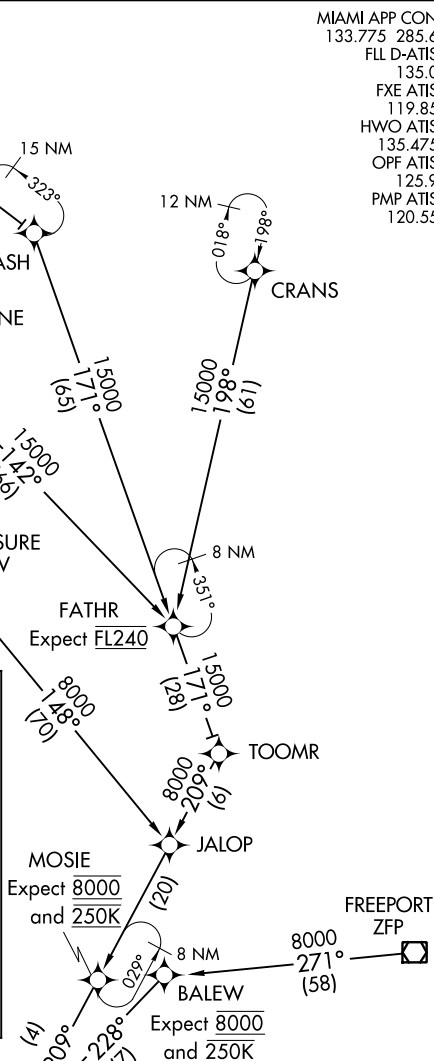 MIAMI APP CON
133.775 285.6
FLL D-ATIS
135.0
FXE ATIS
119.85
HWO ATIS
135.475
OPF ATIS
125.9
PMP ATIS
120.55
15 NM
323°
ASH
12 NM
018°
198°
CRANS
NE
15000
171°
(65)
15000
198°
(61)
15000
142°
66)
SURE
V
8 NM
351°
FATHR
Expect FL240
15000
171°
(28)
8000
148°
(70)
TOOMR
8000
209°
(6)
JALOP
MOSIE
Expect 8000
and 250K
(20)
029°
8 NM
FREEPORT
ZFP
8000
271°
(58)
BALEW
Expect 8000
and 250K
(4)
209°
228°